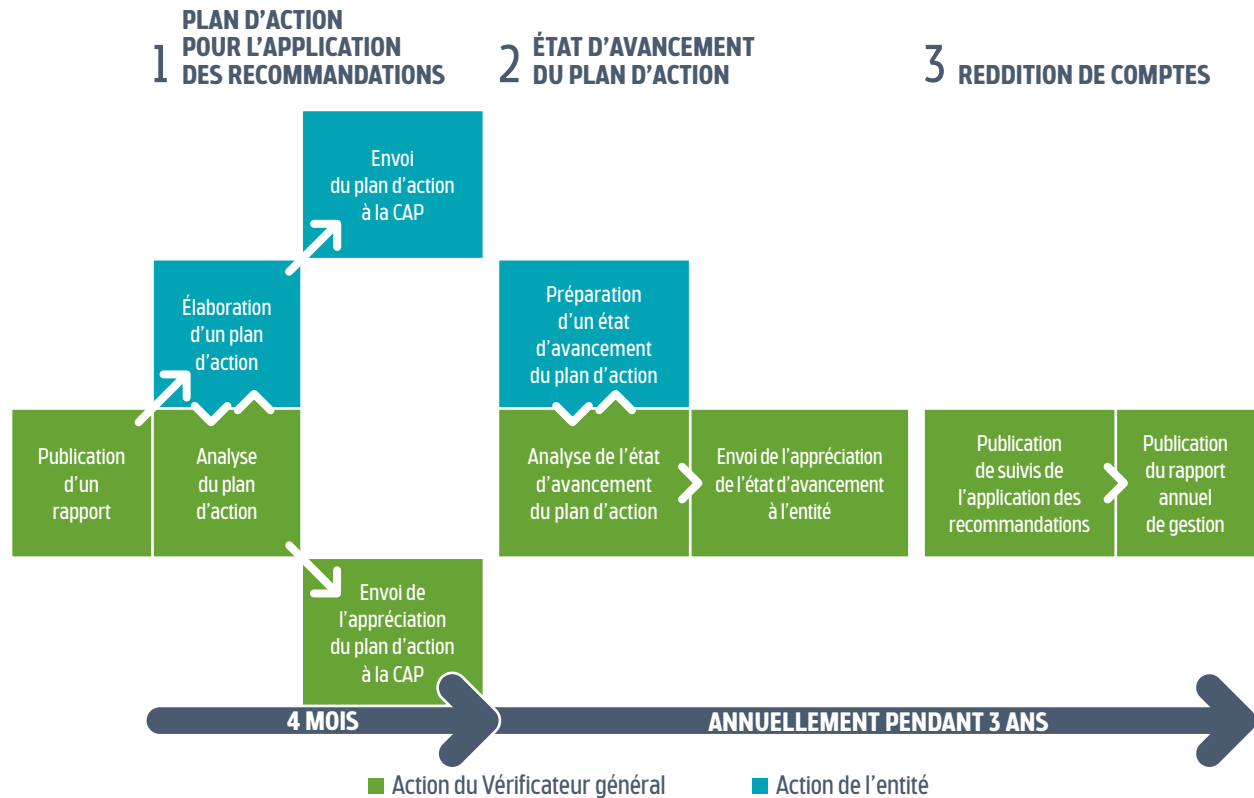 1 PLAN D'ACTION
POUR L'APPLICATION
DES RECOMMANDATIONS
2 ÉTAT D'AVANCEMENT
DU PLAN D'ACTION
3 REDDITION DE COMPTES
Envoi
du plan d'action
à la CAP
Élaboration
d'un plan
d'action
Préparation
d'un état
d'avancement
du plan d'action
Publication
d'un
rapport
Analyse
du plan
d'action
Analyse de l'état
d'avancement
du plan d'action
Envoi de l'appréciation
de l'état d'avancement
à l'entité
Publication
de suivis de
l'application des
recommandations
Publication
du rapport
annuel
de gestion
Envoi de
l'appréciation
du plan d'action
à la CAP
4 MOIS
ANNUELLEMENT PENDANT 3 ANS
Action du Vérificateur général
Action de l'entité